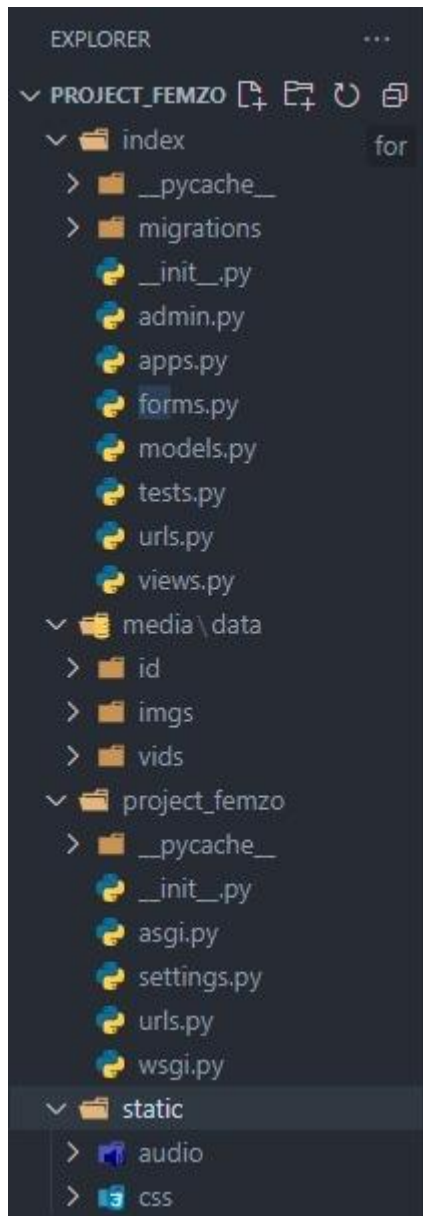 EXPLORER ...
PROJECT_FEMZO
index
for
__pycache__
migrations
__init__.py
admin.py
apps.py
forms.py
models.py
tests.py
urls.py
views.py
media\data
id
imgs
vids
project_femzo
__pycache__
__init__.py
asgi.py
settings.py
urls.py
wsgi.py
static
audio
css